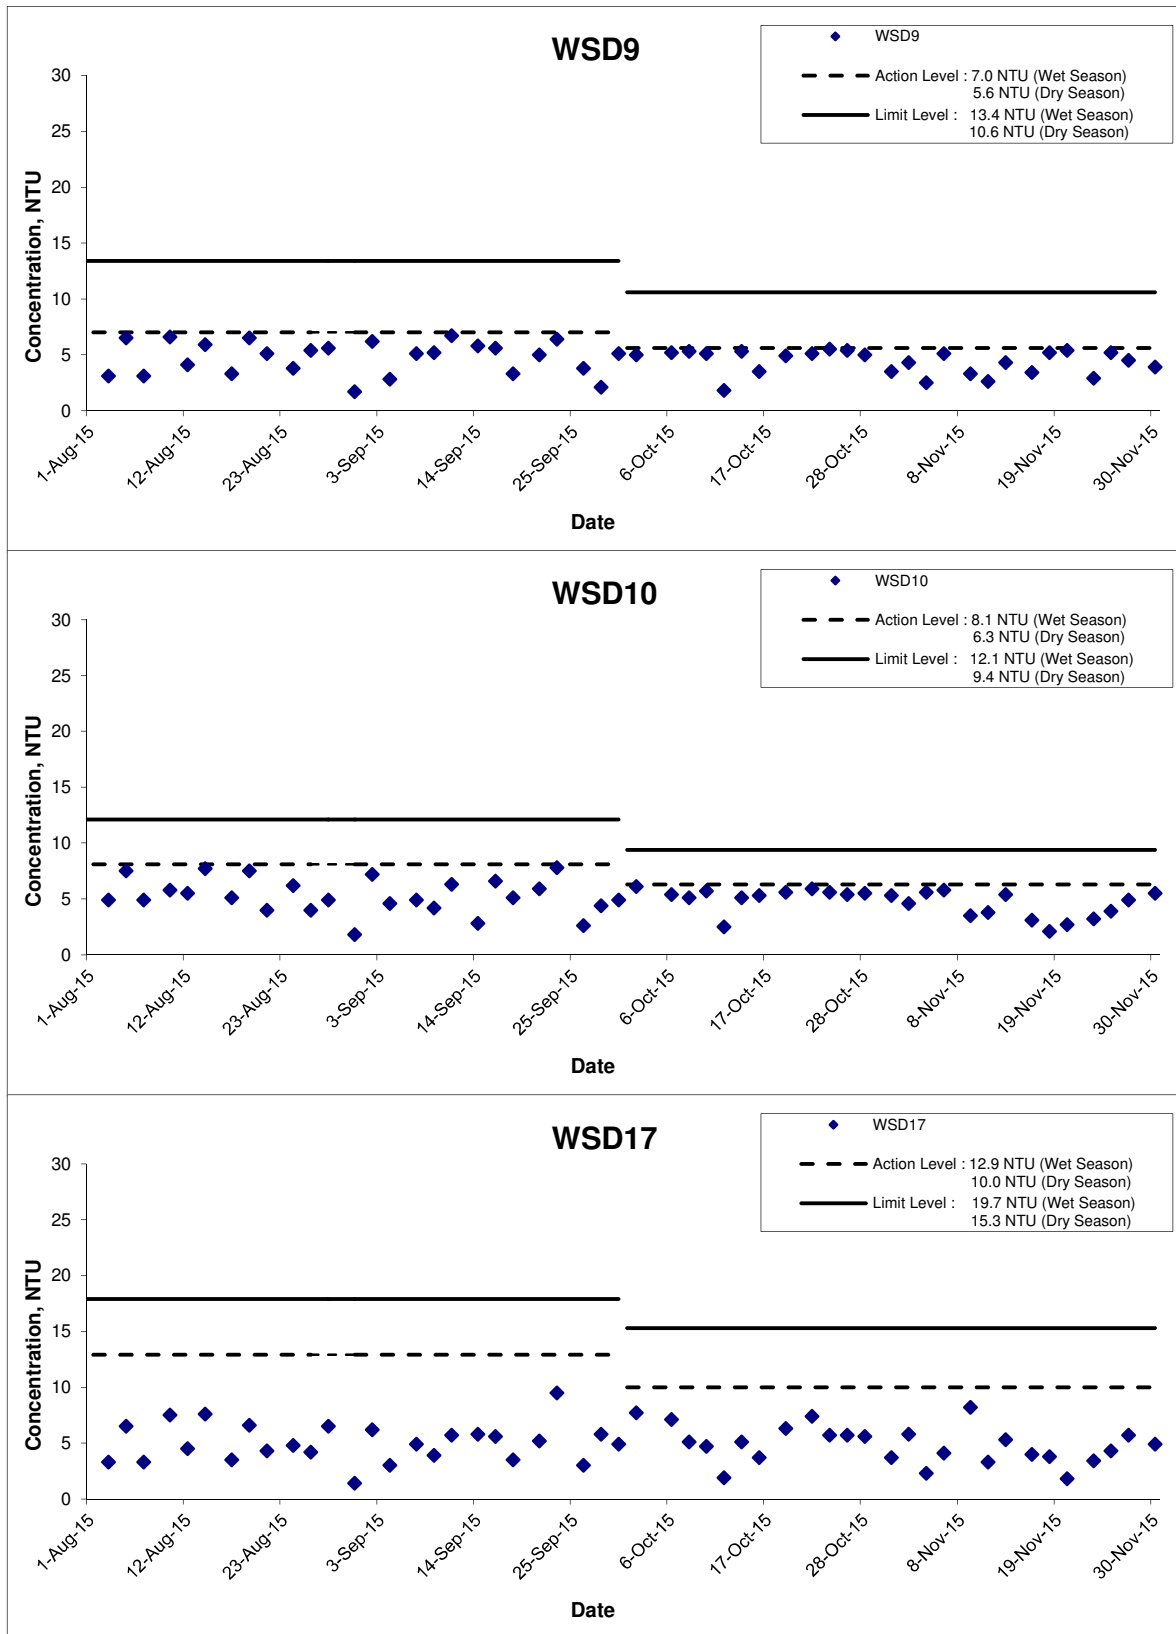 WSD9
WSD9
Action Level : 7.0 NTU (Wet Season)
5.6 NTU (Dry Season)
Limit Level : 13.4 NTU (Wet Season)
10.6 NTU (Dry Season)
30
25
20
15
10
5
0
Concentration, NTU
1-Aug-15
12-Aug-15
23-Aug-15
3-Sep-15
14-Sep-15
25-Sep-15
6-Oct-15
17-Oct-15
28-Oct-15
8-Nov-15
19-Nov-15
30-Nov-15
Date
WSD10
WSD10
Action Level : 8.1 NTU (Wet Season)
6.3 NTU (Dry Season)
Limit Level : 12.1 NTU (Wet Season)
9.4 NTU (Dry Season)
30
25
20
15
10
5
0
Concentration, NTU
1-Aug-15
12-Aug-15
23-Aug-15
3-Sep-15
14-Sep-15
25-Sep-15
6-Oct-15
17-Oct-15
28-Oct-15
8-Nov-15
19-Nov-15
30-Nov-15
Date
WSD17
WSD17
Action Level : 12.9 NTU (Wet Season)
10.0 NTU (Dry Season)
Limit Level : 19.7 NTU (Wet Season)
15.3 NTU (Dry Season)
30
25
20
15
10
5
0
Concentration, NTU
1-Aug-15
12-Aug-15
23-Aug-15
3-Sep-15
14-Sep-15
25-Sep-15
6-Oct-15
17-Oct-15
28-Oct-15
8-Nov-15
19-Nov-15
30-Nov-15
Date